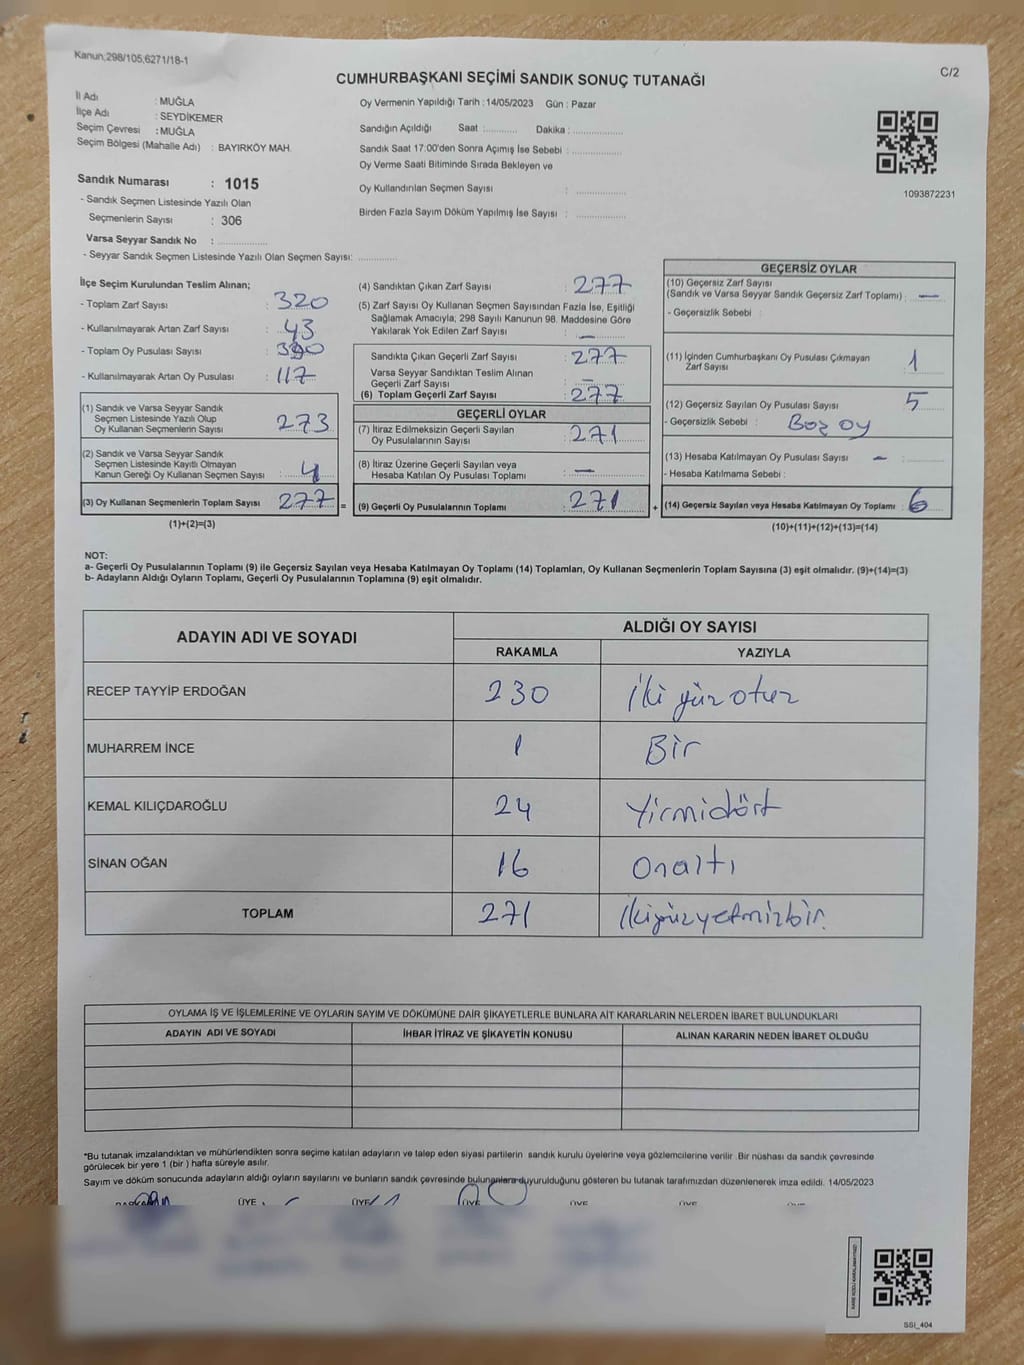 Kanun;298/105,6271/18-1
C/2
CUMHURBAŞKANI SEÇİMİ SANDIK SONUÇ TUTANAĞI
İl Adı : MUĞLA
İlçe Adı : SEYDİKEMER
Seçim Çevresi : MUĞLA
Seçim Bölgesi (Mahalle Adı) : BAYIRKÖY MAH.
Sandık Numarası : 1015
- Sandık Seçmen Listesinde Yazılı Olan
Seçmenlerin Sayısı : 306
Varsa Seyyar Sandık No : ...................
- Seyyar Sandık Seçmen Listesinde Yazılı Olan Seçmen Sayısı: ............
Oy Vermenin Yapıldığı Tarih : 14/05/2023 Gün : Pazar
Sandığın Açıldığı Saat : ........... Dakika : ................
Sandık Saat 17:00'den Sonra Açımış İse Sebebi : ................
Oy Verme Saati Bitiminde Sırada Bekleyen ve
Oy Kullandırılan Seçmen Sayısı : ................
Birden Fazla Sayım Döküm Yapılmış İse Sayısı : ................
1093872231
İlçe Seçim Kurulundan Teslim Alınan;
- Toplam Zarf Sayısı : 320
- Kullanılmayarak Artan Zarf Sayısı : 43
- Toplam Oy Pusulası Sayısı :
- Kullanılmayarak Artan Oy Pusulası : 117
(1) Sandık ve Varsa Seyyar Sandık
Seçmen Listesinde Yazılı Olup
Oy Kullanan Seçmenlerin Sayısı : 273
(2) Sandık ve Varsa Seyyar Sandık
Seçmen Listesinde Kayıtlı Olmayan
Kanun Gereği Oy Kullanan Seçmen Sayısı : 4
(3) Oy Kullanan Seçmenlerin Toplam Sayısı : 277 =
(1)+(2)=(3)
(4) Sandıktan Çıkan Zarf Sayısı : 277
(5) Zarf Sayısı Oy Kullanan Seçmen Sayısından Fazla İse, Eşitliği
Sağlamak Amacıyla; 298 Sayılı Kanunun 98. Maddesine Göre
Yakılarak Yok Edilen Zarf Sayısı : —
Sandıkta Çıkan Geçerli Zarf Sayısı : 277
Varsa Seyyar Sandıktan Teslim Alınan
Geçerli Zarf Sayısı : —
(6) Toplam Geçerli Zarf Sayısı : 277
GEÇERLİ OYLAR
(7) İtiraz Edilmeksizin Geçerli Sayılan
Oy Pusulalarının Sayısı : 271
(8) İtiraz Üzerine Geçerli Sayılan veya
Hesaba Katılan Oy Pusulası Toplamı : —
(9) Geçerli Oy Pusulalarının Toplamı : 271 +
GEÇERSİZ OYLAR
(10) Geçersiz Zarf Sayısı
(Sandık ve Varsa Seyyar Sandık Geçersiz Zarf Toplamı) : —
- Geçersizlik Sebebi :
(11) İçinden Cumhurbaşkanı Oy Pusulası Çıkmayan
Zarf Sayısı : 1
(12) Geçersiz Sayılan Oy Pusulası Sayısı : 5
- Geçersizlik Sebebi : Boz oy
(13) Hesaba Katılmayan Oy Pusulası Sayısı — :
- Hesaba Katılmama Sebebi :
(14) Geçersiz Sayılan veya Hesaba Katılmayan Oy Toplamı : 6
(10)+(11)+(12)+(13)=(14)
NOT:
a- Geçerli Oy Pusulalarının Toplamı (9) ile Geçersiz Sayılan veya Hesaba Katılmayan Oy Toplamı (14) Toplamları, Oy Kullanan Seçmenlerin Toplam Sayısına (3) eşit olmalıdır. (9)+(14)=(3)
b- Adayların Aldığı Oyların Toplamı, Geçerli Oy Pusulalarının Toplamına (9) eşit olmalıdır.
ADAYIN ADI VE SOYADI ALDIĞI OY SAYISI
RAKAMLA YAZIYLA
RECEP TAYYİP ERDOĞAN 230 İki yüz otuz
MUHARREM İNCE 1 Bir
KEMAL KILIÇDAROĞLU 24 Yirmidört
SİNAN OĞAN 16 Onaltı
TOPLAM 271 İkiyüzyetmişbir.
OYLAMA İŞ VE İŞLEMLERİNE VE OYLARIN SAYIM VE DÖKÜMÜNE DAİR ŞİKAYETLERLE BUNLARA AİT KARARLARIN NELERDEN İBARET BULUNDUKLARI
ADAYIN ADI VE SOYADI İHBAR İTİRAZ VE ŞİKAYETİN KONUSU ALINAN KARARIN NEDEN İBARET OLDUĞU
*Bu tutanak imzalandıktan ve mühürlendikten sonra seçime katılan adayların ve talep eden siyasi partilerin sandık kurulu üyelerine veya gözlemcilerine verilir .Bir nüshası da sandık çevresinde
görülecek bir yere 1 (bir ) hafta süreyle asılır.
Sayım ve döküm sonucunda adayların aldığı oyların sayılarını ve bunların sandık çevresinde bulunanlara duyurulduğunu gösteren bu tutanak tarafımızdan düzenlenerek imza edildi. 14/05/2023
ÜYE ÜYE ÜYE ÜYE ÜYE ÜYE
SSİ_404